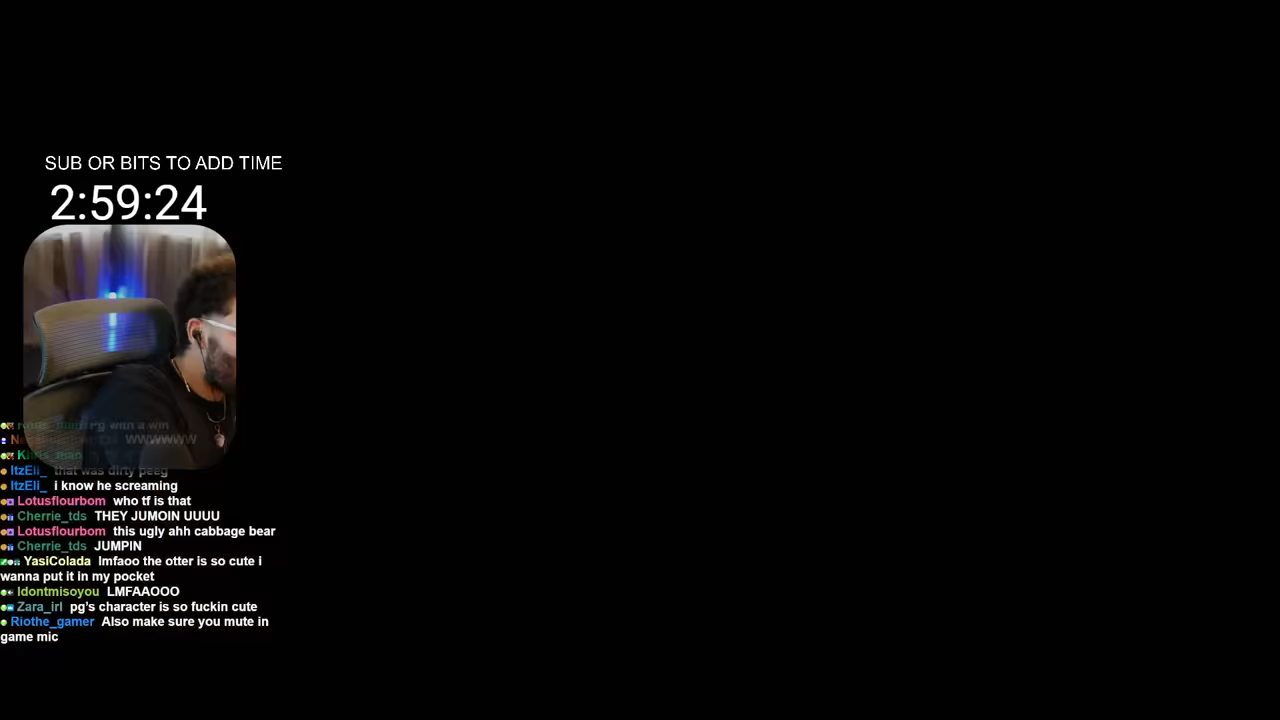 SUB OR BITS TO ADD TIME
2:59:24
with a win
WWWWWW
ItzEli_ that was dirty peeg
ItzEli_ i know he screaming
Lotusflourbom who tf is that
Cherrie_tds THEY JUMOIN UUUU
Lotusflourbom this ugly ahh cabbage bear
Cherrie_tds JUMPIN
YasiColada lmfaoo the otter is so cute i
wanna put it in my pocket
Idontmisoyou LMFAAOOO
Zara_irl pg's character is so fuckin cute
Riothe_gamer Also make sure you mute in
game mic